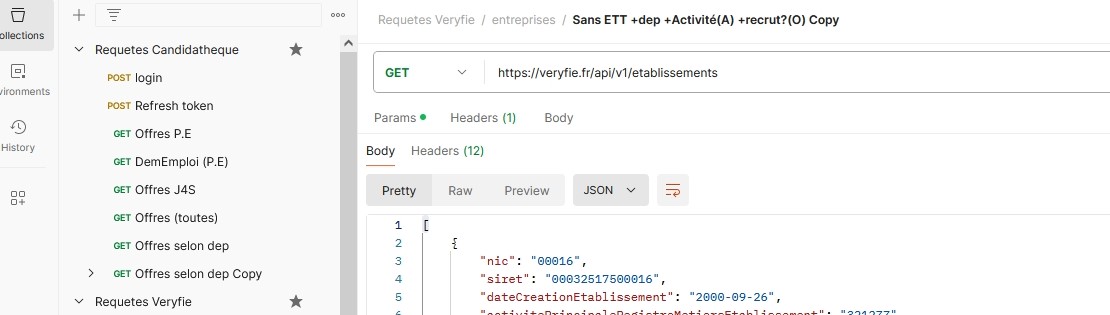 Collections
+
Requetes Candidatheque
POST login
POST Refresh token
GET Offres P.E
GET DemEmploi (P.E)
GET Offres J4S
GET Offres (toutes)
GET Offres selon dep
GET Offres selon dep Copy
Requetes Veryfie
vironments
History
Requetes Veryfie / entreprises / Sans ETT +dep +Activité(A) +recrut?(O) Copy
GET https://veryfie.fr/api/v1/etablissements
Params Headers (1) Body
Body Headers (12)
Pretty Raw Preview JSON
1 [
2 {
3 "nic": "00016",
4 "siret": "00032517500016",
5 "dateCreationEtablissement": "2000-09-26",
6 "activitePrincipaleRegistreMetiersEtablissement": "3212ZZ"